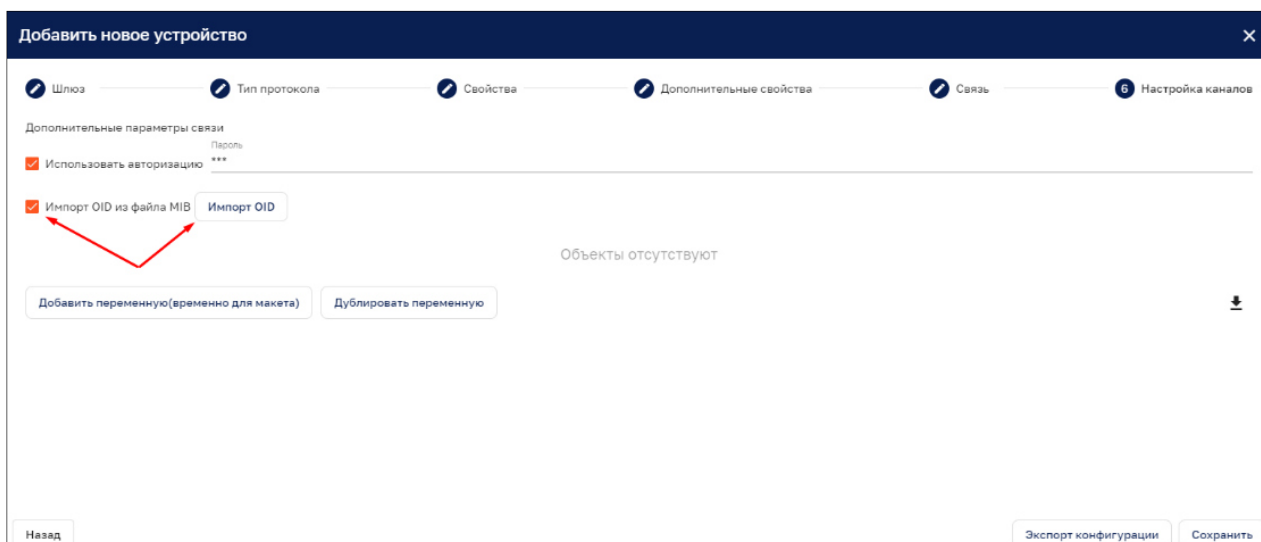 Добавить новое устройство
Шлюз Тип протокола Свойства Дополнительные свойства Связь 6 Настройка каналов
Дополнительные параметры связи
Пароль
Использовать авторизацию ***
Импорт OID из файла MIB Импорт OID
Объекты отсутствуют
Добавить переменную(временно для макета) Дублировать переменную
Назад Экспорт конфигурации Сохранить